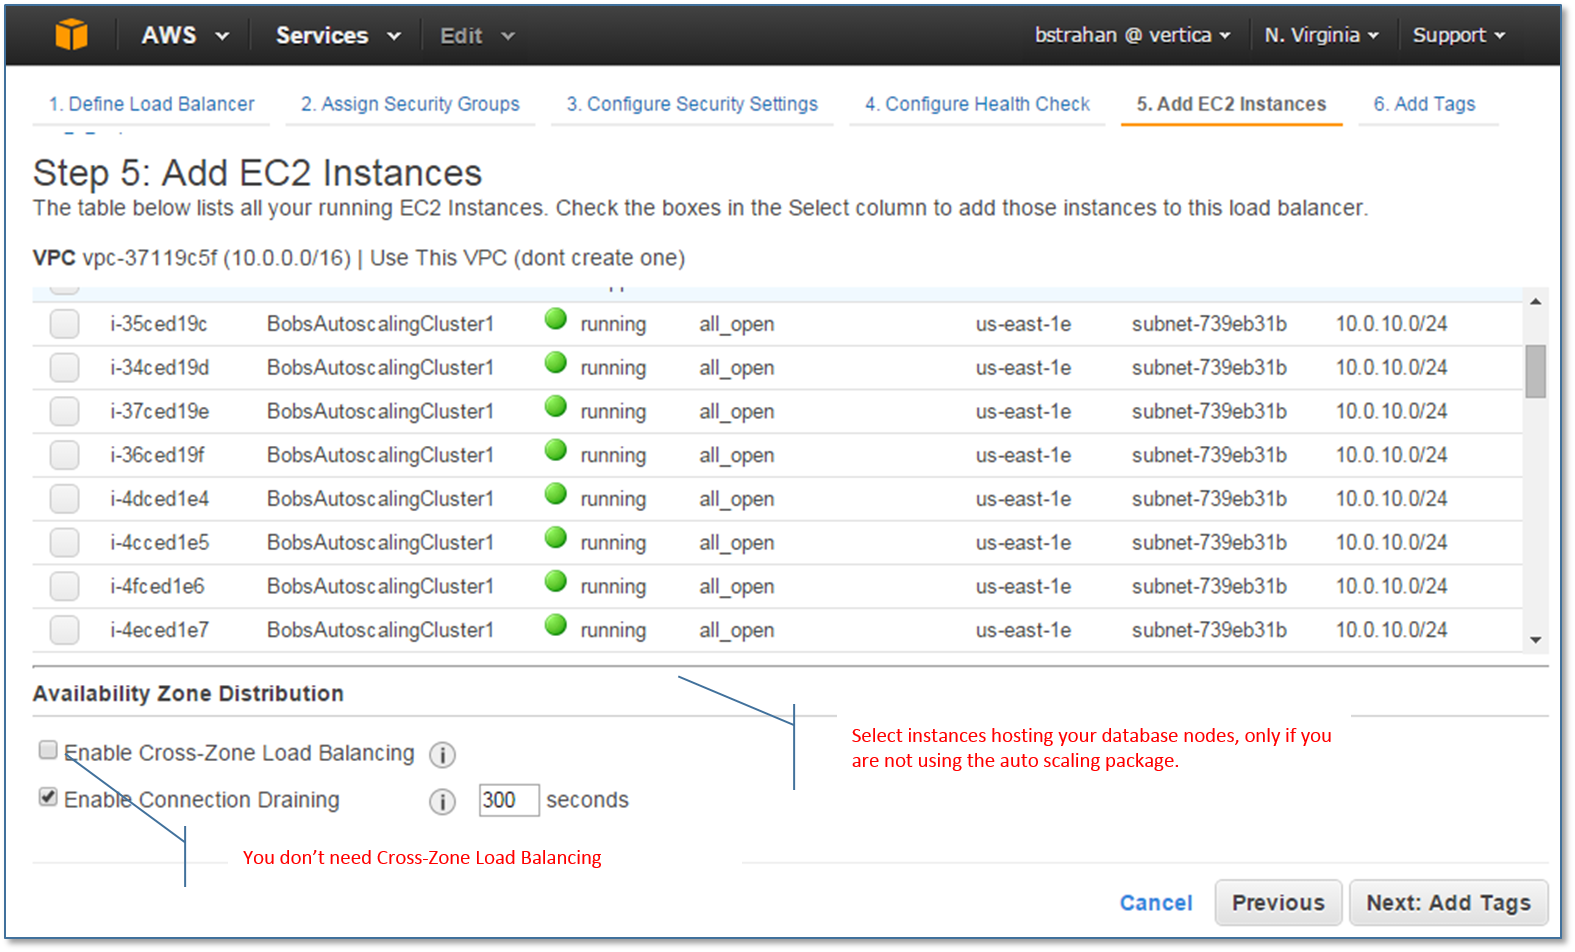 AWS Services Edit bstrahan @ vertica N. Virginia Support
1. Define Load Balancer 2. Assign Security Groups 3. Configure Security Settings 4. Configure Health Check 5. Add EC2 Instances 6. Add Tags
Step 5: Add EC2 Instances
The table below lists all your running EC2 Instances. Check the boxes in the Select column to add those instances to this load balancer.
VPC vpc-37119c5f (10.0.0.0/16) | Use This VPC (dont create one)
i-35ced19c BobsAutoscalingCluster1 running all_open us-east-1e subnet-739eb31b 10.0.10.0/24
i-34ced19d BobsAutoscalingCluster1 running all_open us-east-1e subnet-739eb31b 10.0.10.0/24
i-37ced19e BobsAutoscalingCluster1 running all_open us-east-1e subnet-739eb31b 10.0.10.0/24
i-36ced19f BobsAutoscalingCluster1 running all_open us-east-1e subnet-739eb31b 10.0.10.0/24
i-4dced1e4 BobsAutoscalingCluster1 running all_open us-east-1e subnet-739eb31b 10.0.10.0/24
i-4cced1e5 BobsAutoscalingCluster1 running all_open us-east-1e subnet-739eb31b 10.0.10.0/24
i-4fced1e6 BobsAutoscalingCluster1 running all_open us-east-1e subnet-739eb31b 10.0.10.0/24
i-4eced1e7 BobsAutoscalingCluster1 running all_open us-east-1e subnet-739eb31b 10.0.10.0/24
Availability Zone Distribution
Select instances hosting your database nodes, only if you
are not using the auto scaling package.
Enable Cross-Zone Load Balancing i
Enable Connection Draining i 300 seconds
You don’t need Cross-Zone Load Balancing
Cancel Previous Next: Add Tags